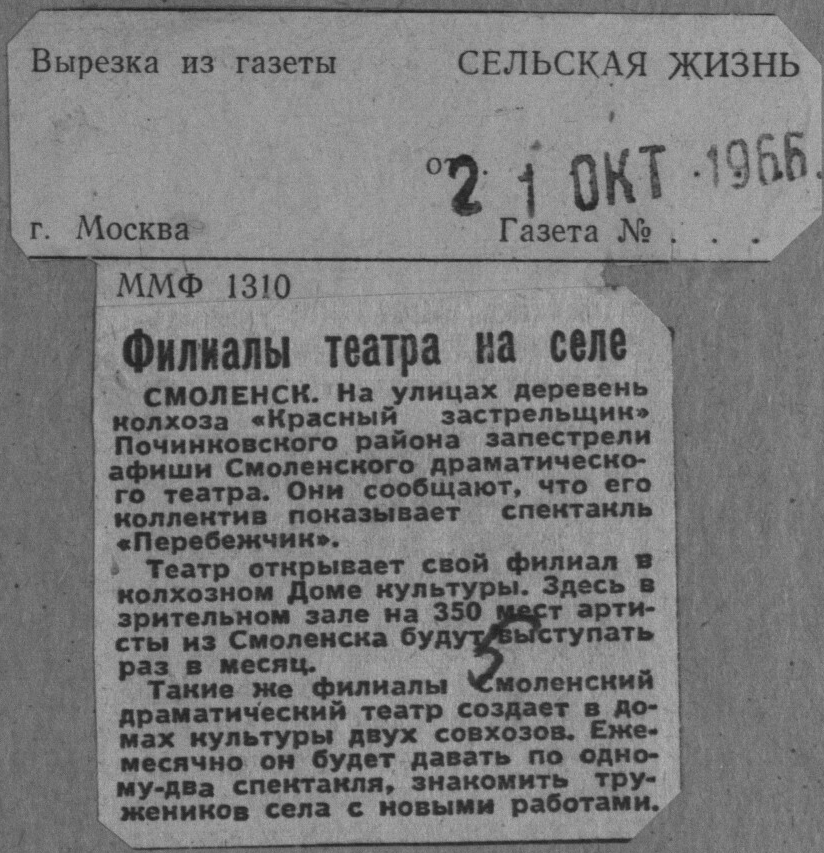 Вырезка из газеты СЕЛЬСКАЯ ЖИЗНЬ
от 21 ОКТ 1966.
г. Москва Газета № . . .
ММФ 1310
Филиалы театра на селе
СМОЛЕНСК. На улицах деревень
колхоза «Красный застрельщик»
Починковского района запестрели
афиши Смоленского драматическо-
го театра. Они сообщают, что его
коллектив показывает спектакль
«Перебежчик».
Театр открывает свой филиал в
колхозном Доме культуры. Здесь в
зрительном зале на 350 мест арти-
сты из Смоленска будут выступать
раз в месяц.
Такие же филиалы Смоленский
драматический театр создает в до-
мах культуры двух совхозов. Еже-
месячно он будет давать по одно-
му-два спектакля, знакомить тру-
жеников села с новыми работами.
5